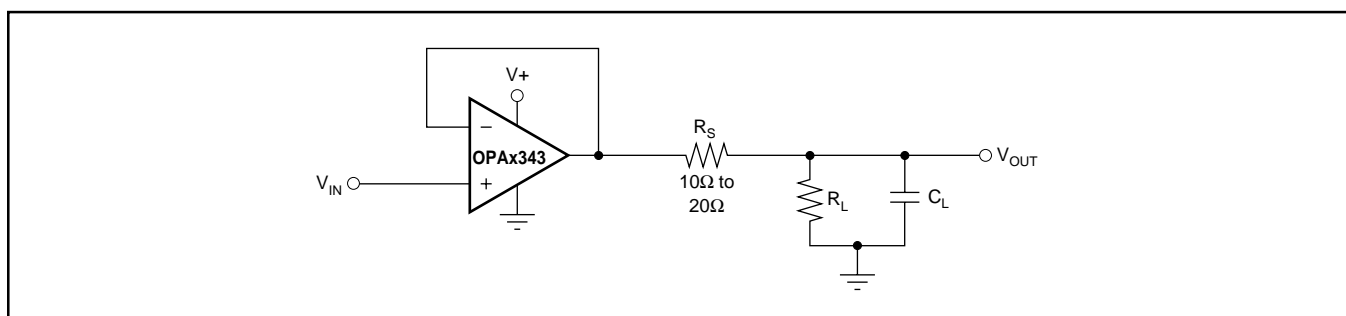 V+
−
OPAx343
+
V_IN
R_S
10Ω to
20Ω
R_L
C_L
V_OUT